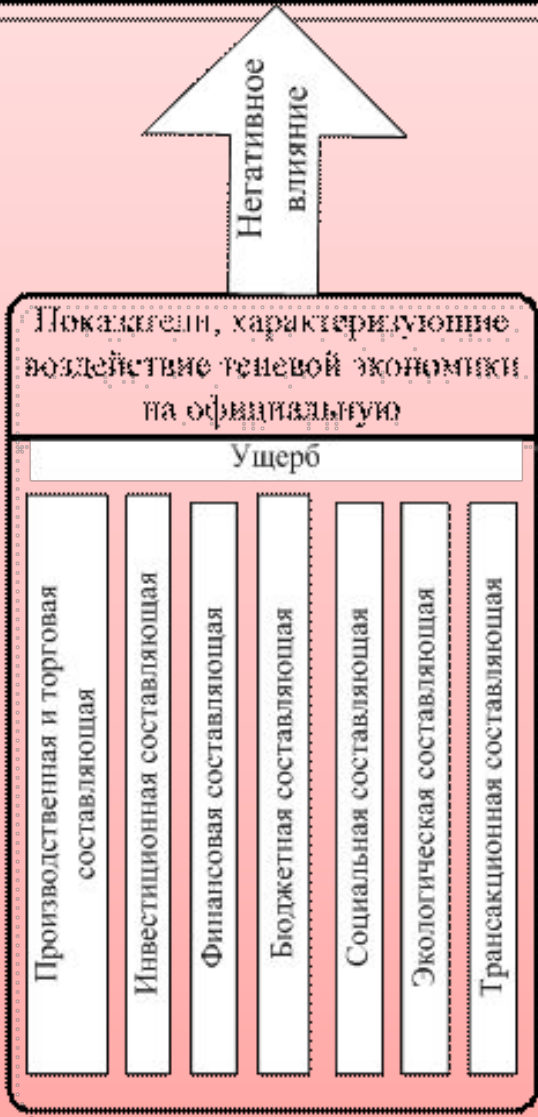 Негативное
влияние
Показатели, характеризующие
воздействие теневой экономики
на официальную
Ущерб
Производственная и торговая
составляющая
Инвестиционная составляющая
Финансовая составляющая
Бюджетная составляющая
Социальная составляющая
Экологическая составляющая
Трансакционная составляющая